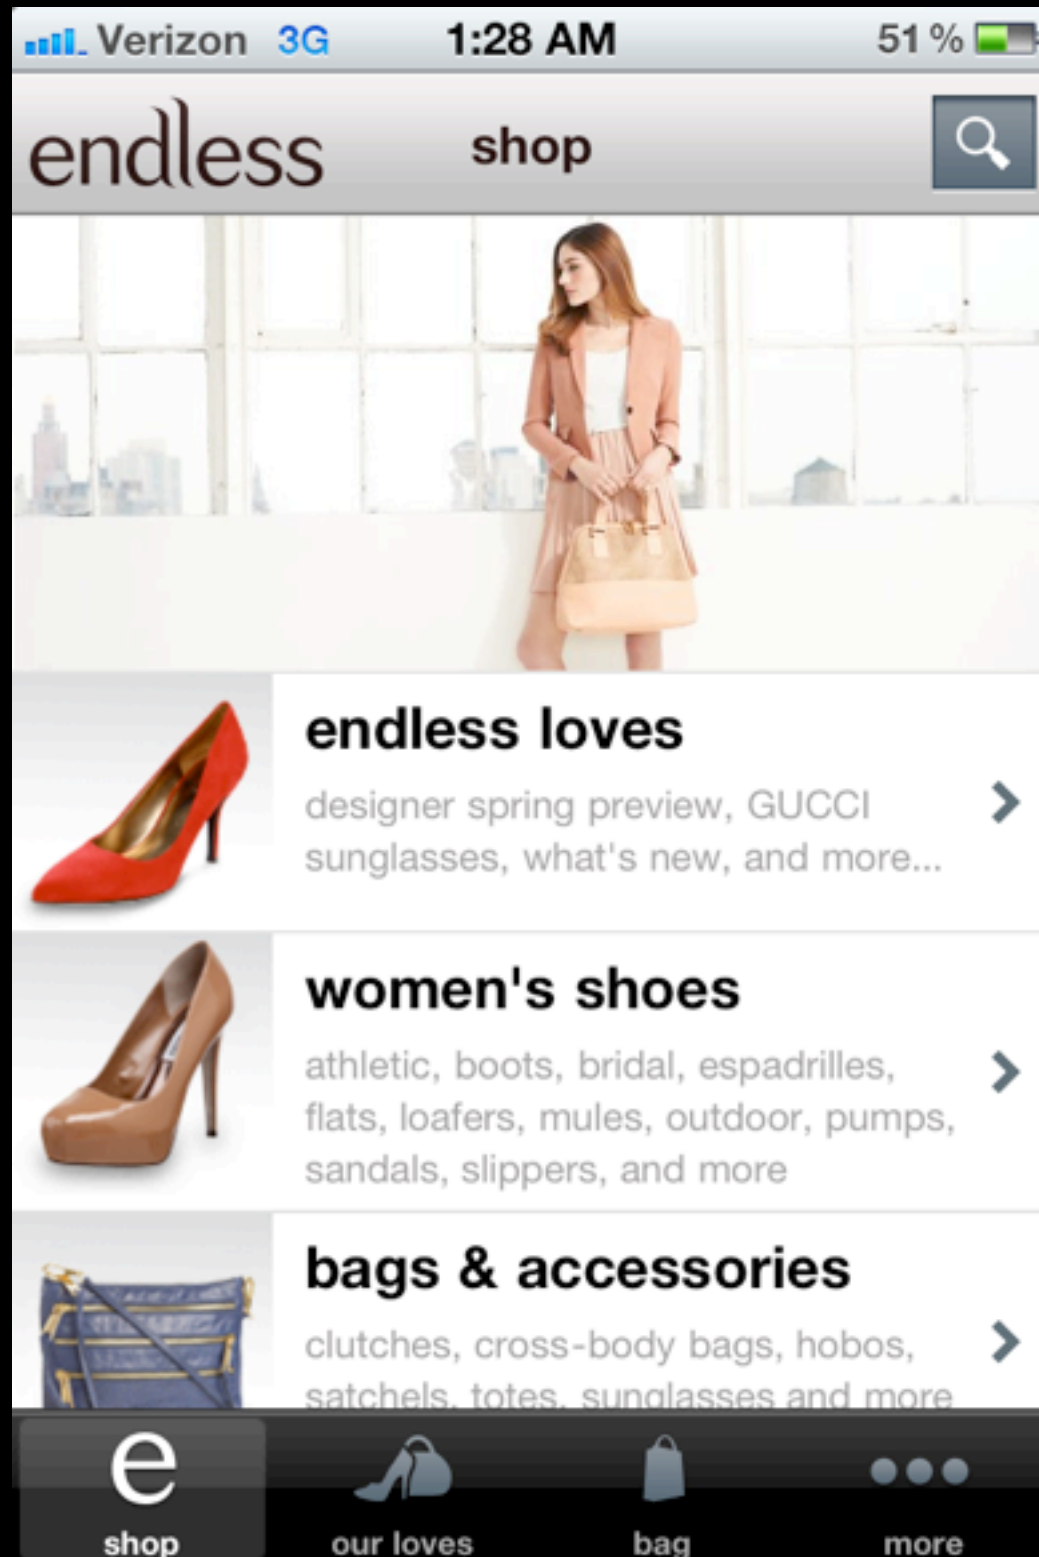 Verizon 3G 1:28 AM 51%
endless shop
endless loves
designer spring preview, GUCCI
sunglasses, what's new, and more...
women's shoes
athletic, boots, bridal, espadrilles,
flats, loafers, mules, outdoor, pumps,
sandals, slippers, and more
bags & accessories
clutches, cross-body bags, hobos,
satchels, totes, sunglasses and more
e
shop our loves bag more